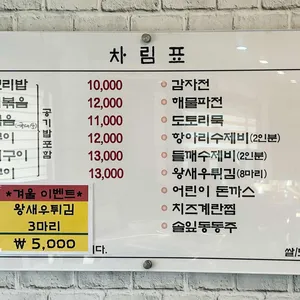 차림표
리밥 10,000 감자전
볶음 12,000 해물파전
음 11,000 도토리묵
이 12,000 항아리수제비(2인분)
구이 13,000 들깨수제비(2인분)
이 13,000 왕새우튀김(8마리)
공기밥포함
*겨울 이벤트* 어린이 돈까스
왕새우튀김 치즈계란찜
3마리 솔잎동동주
₩ 5,000 니다. 쌀/